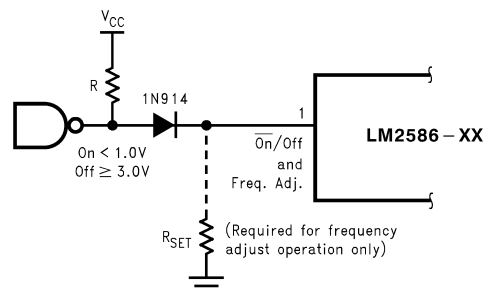 V_CC
R
1N914
1
LM2586-XX
On/Off
and
Freq. Adj.
On < 1.0V
Off ≥ 3.0V
R_SET
(Required for frequency
adjust operation only)